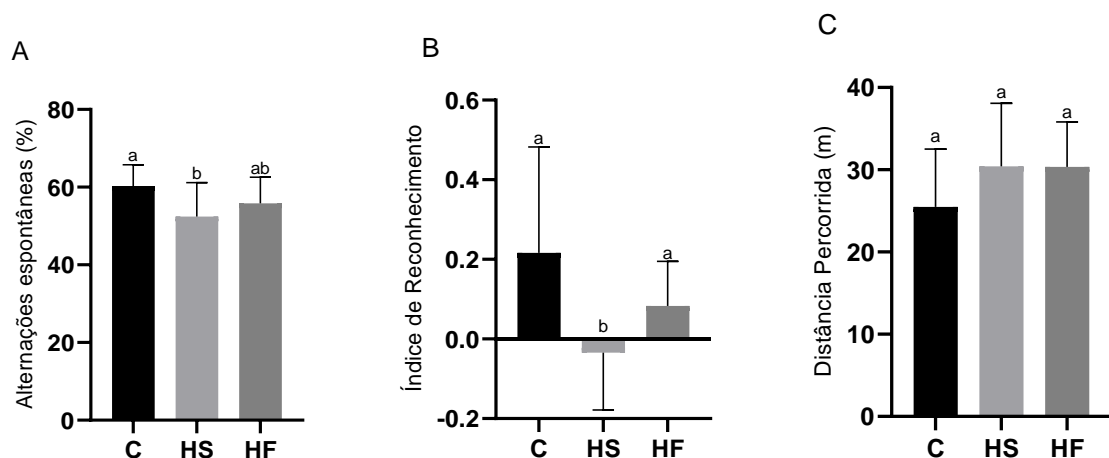 A
Alternações espontâneas (%)
80
60
40
20
0
a
b
ab
C HS HF
B
Índice de Reconhecimento
0.6
0.4
0.2
0.0
-0.2
a
b
a
C HS HF
C
Distância Percorrida (m)
40
30
20
10
0
a
a
a
C HS HF